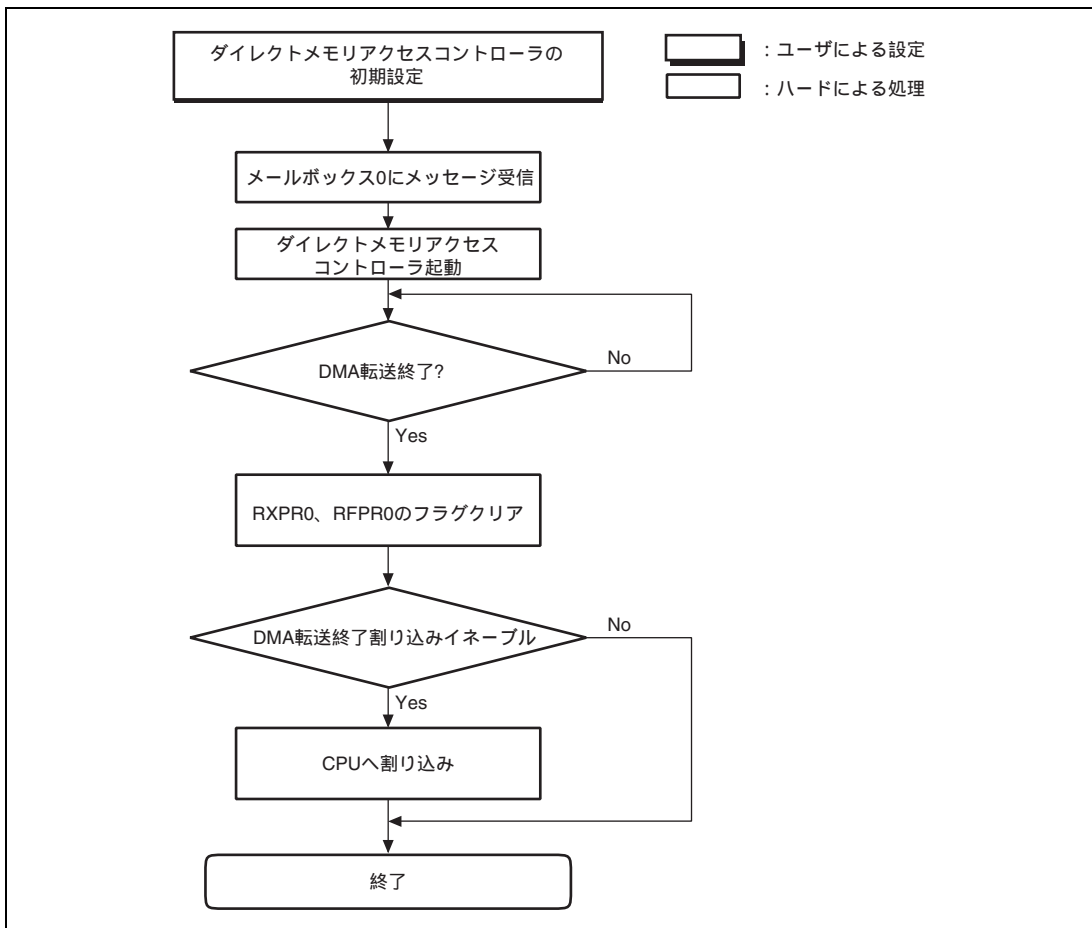 ダイレクトメモリアクセスコントローラの
初期設定
：ユーザによる設定
：ハードによる処理
メールボックス0にメッセージ受信
ダイレクトメモリアクセス
コントローラ起動
DMA転送終了?
No
Yes
RXPR0、RFPR0のフラグクリア
DMA転送終了割り込みイネーブル
No
Yes
CPUへ割り込み
終了